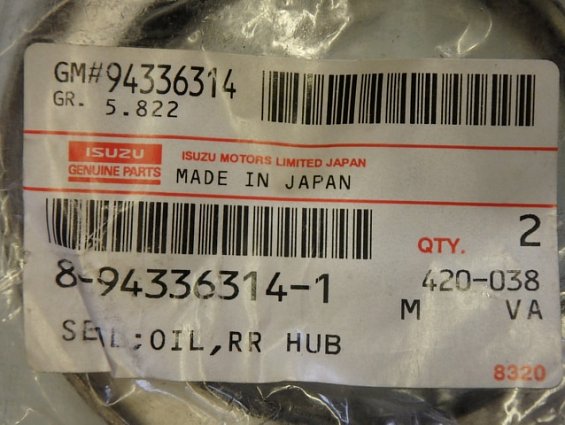 GM#94336314
GR. 5.822
ISUZU
GENUINE PARTS
ISUZU MOTORS LIMITED JAPAN
MADE IN JAPAN
QTY. 2
8-94336314-1
420-038
M VA
SEAL;OIL,RR HUB
8320